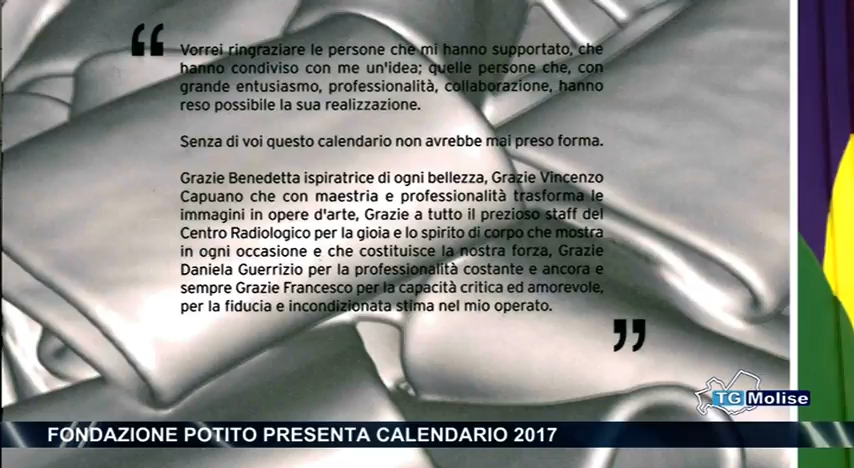 “
Vorrei ringraziare le persone che mi hanno supportato, che
hanno condiviso con me un'idea; quelle persone che, con
grande entusiasmo, professionalità, collaborazione, hanno
reso possibile la sua realizzazione.
Senza di voi questo calendario non avrebbe mai preso forma.
Grazie Benedetta ispiratrice di ogni bellezza, Grazie Vincenzo
Capuano che con maestria e professionalità trasforma le
immagini in opere d'arte, Grazie a tutto il prezioso staff del
Centro Radiologico per la gioia e lo spirito di corpo che mostra
in ogni occasione e che costituisce la nostra forza, Grazie
Daniela Guerrizio per la professionalità costante e ancora e
sempre Grazie Francesco per la capacità critica ed amorevole,
per la fiducia e incondizionata stima nel mio operato.
”
TG Molise
FONDAZIONE POTITO PRESENTA CALENDARIO 2017